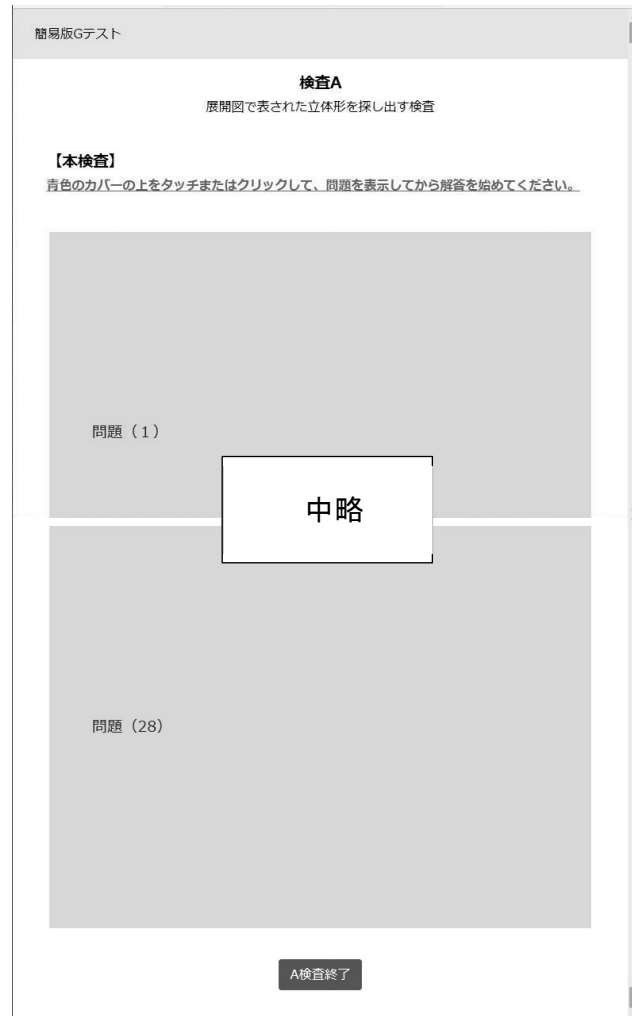 簡易版Gテスト
検査A
展開図で表された立体形を探し出す検査
【本検査】
青色のカバーの上をタッチまたはクリックして、問題を表示してから解答を始めてください。
問題（１）
中略
問題（28）
A検査終了